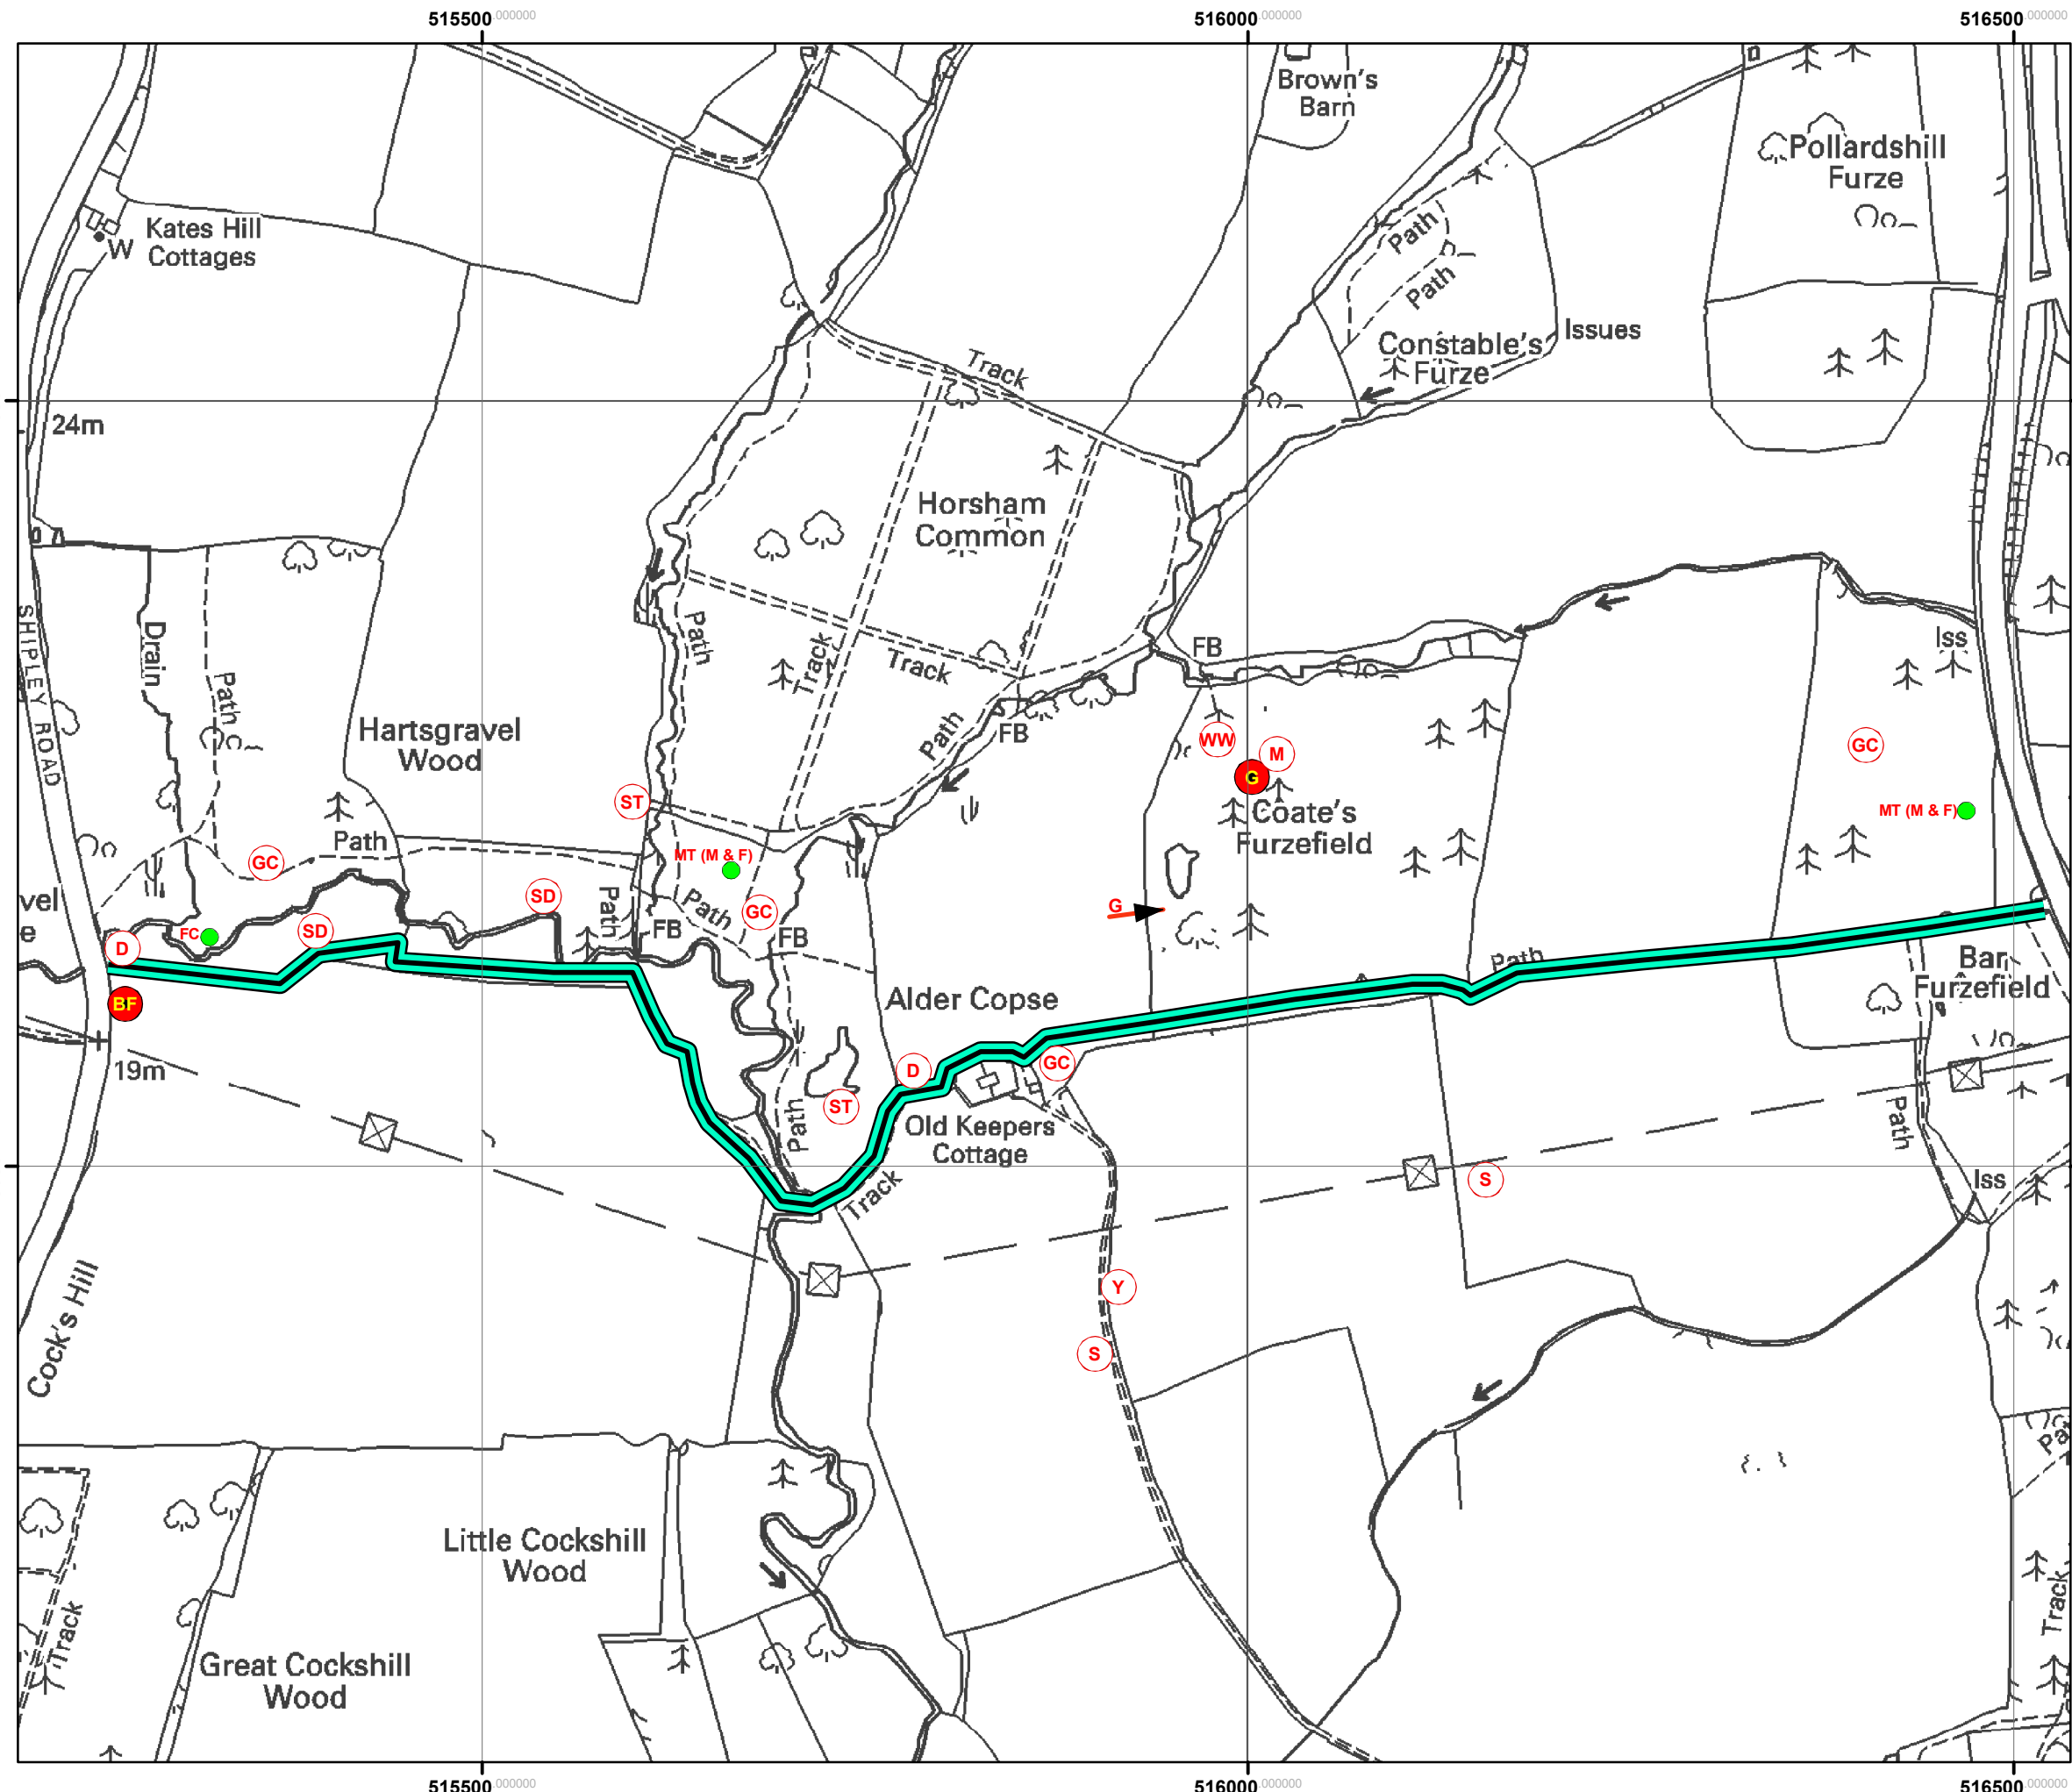 515500.000000
516000.000000
516500.000000
Brown's
Barn
Pollardshill
Furze
Kates Hill
Cottages
W
Path
Path
Issues
Constable's
Furze
Track
24m
Horsham
Common
SHIPLEY ROAD
Drain
Path
Path
Track
Track
FB
Iss
Hartsgravel
Wood
Path
FB
WW
M
G
GC
ST
Coate's
Furzefield
MT (M & F)
Path
GC
MT (M & F)
SD
Path
Path
GC
G
vel
e
FC
SD
FB
FB
D
Path
Bar
Furzefield
BF
Alder Copse
19m
D
GC
ST
Path
Old Keepers
Cottage
Path
Track
S
Iss
Y
Cock's Hill
S
Pa
Little Cockshill
Wood
Track
Track
Great Cockshill
Wood
515500.000000
516000.000000
516500.000000